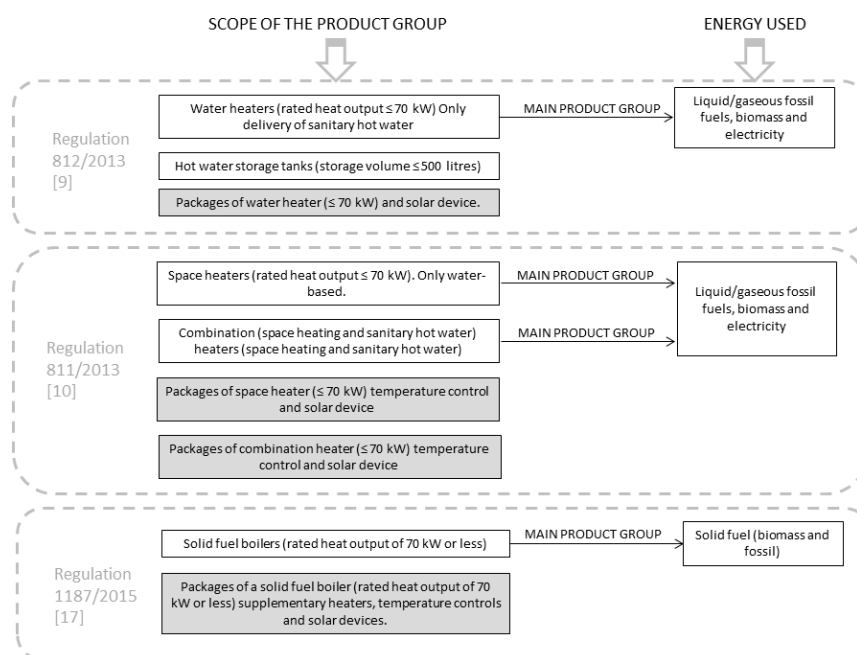 SCOPE OF THE PRODUCT GROUP
ENERGY USED
Regulation
812/2013
[9]
Water heaters (rated heat output ≤70 kW) Only
delivery of sanitary hot water
MAIN PRODUCT GROUP
Liquid/gaseous fossil
fuels, biomass and
electricity
Hot water storage tanks (storage volume ≤500 litres)
Packages of water heater (≤ 70 kW) and solar device.
Regulation
811/2013
[10]
Space heaters (rated heat output ≤ 70 kW). Only water-
based.
MAIN PRODUCT GROUP
Combination (space heating and sanitary hot water)
heaters (space heating and sanitary hot water)
MAIN PRODUCT GROUP
Liquid/gaseous fossil
fuels, biomass and
electricity
Packages of space heater (≤ 70 kW) temperature control
and solar device
Packages of combination heater (≤ 70 kW) temperature
control and solar device
Regulation
1187/2015
[17]
Solid fuel boilers (rated heat output of 70 kW or less)
MAIN PRODUCT GROUP
Solid fuel (biomass and
fossil)
Packages of a solid fuel boiler (rated heat output of 70
kW or less) supplementary heaters, temperature controls
and solar devices.